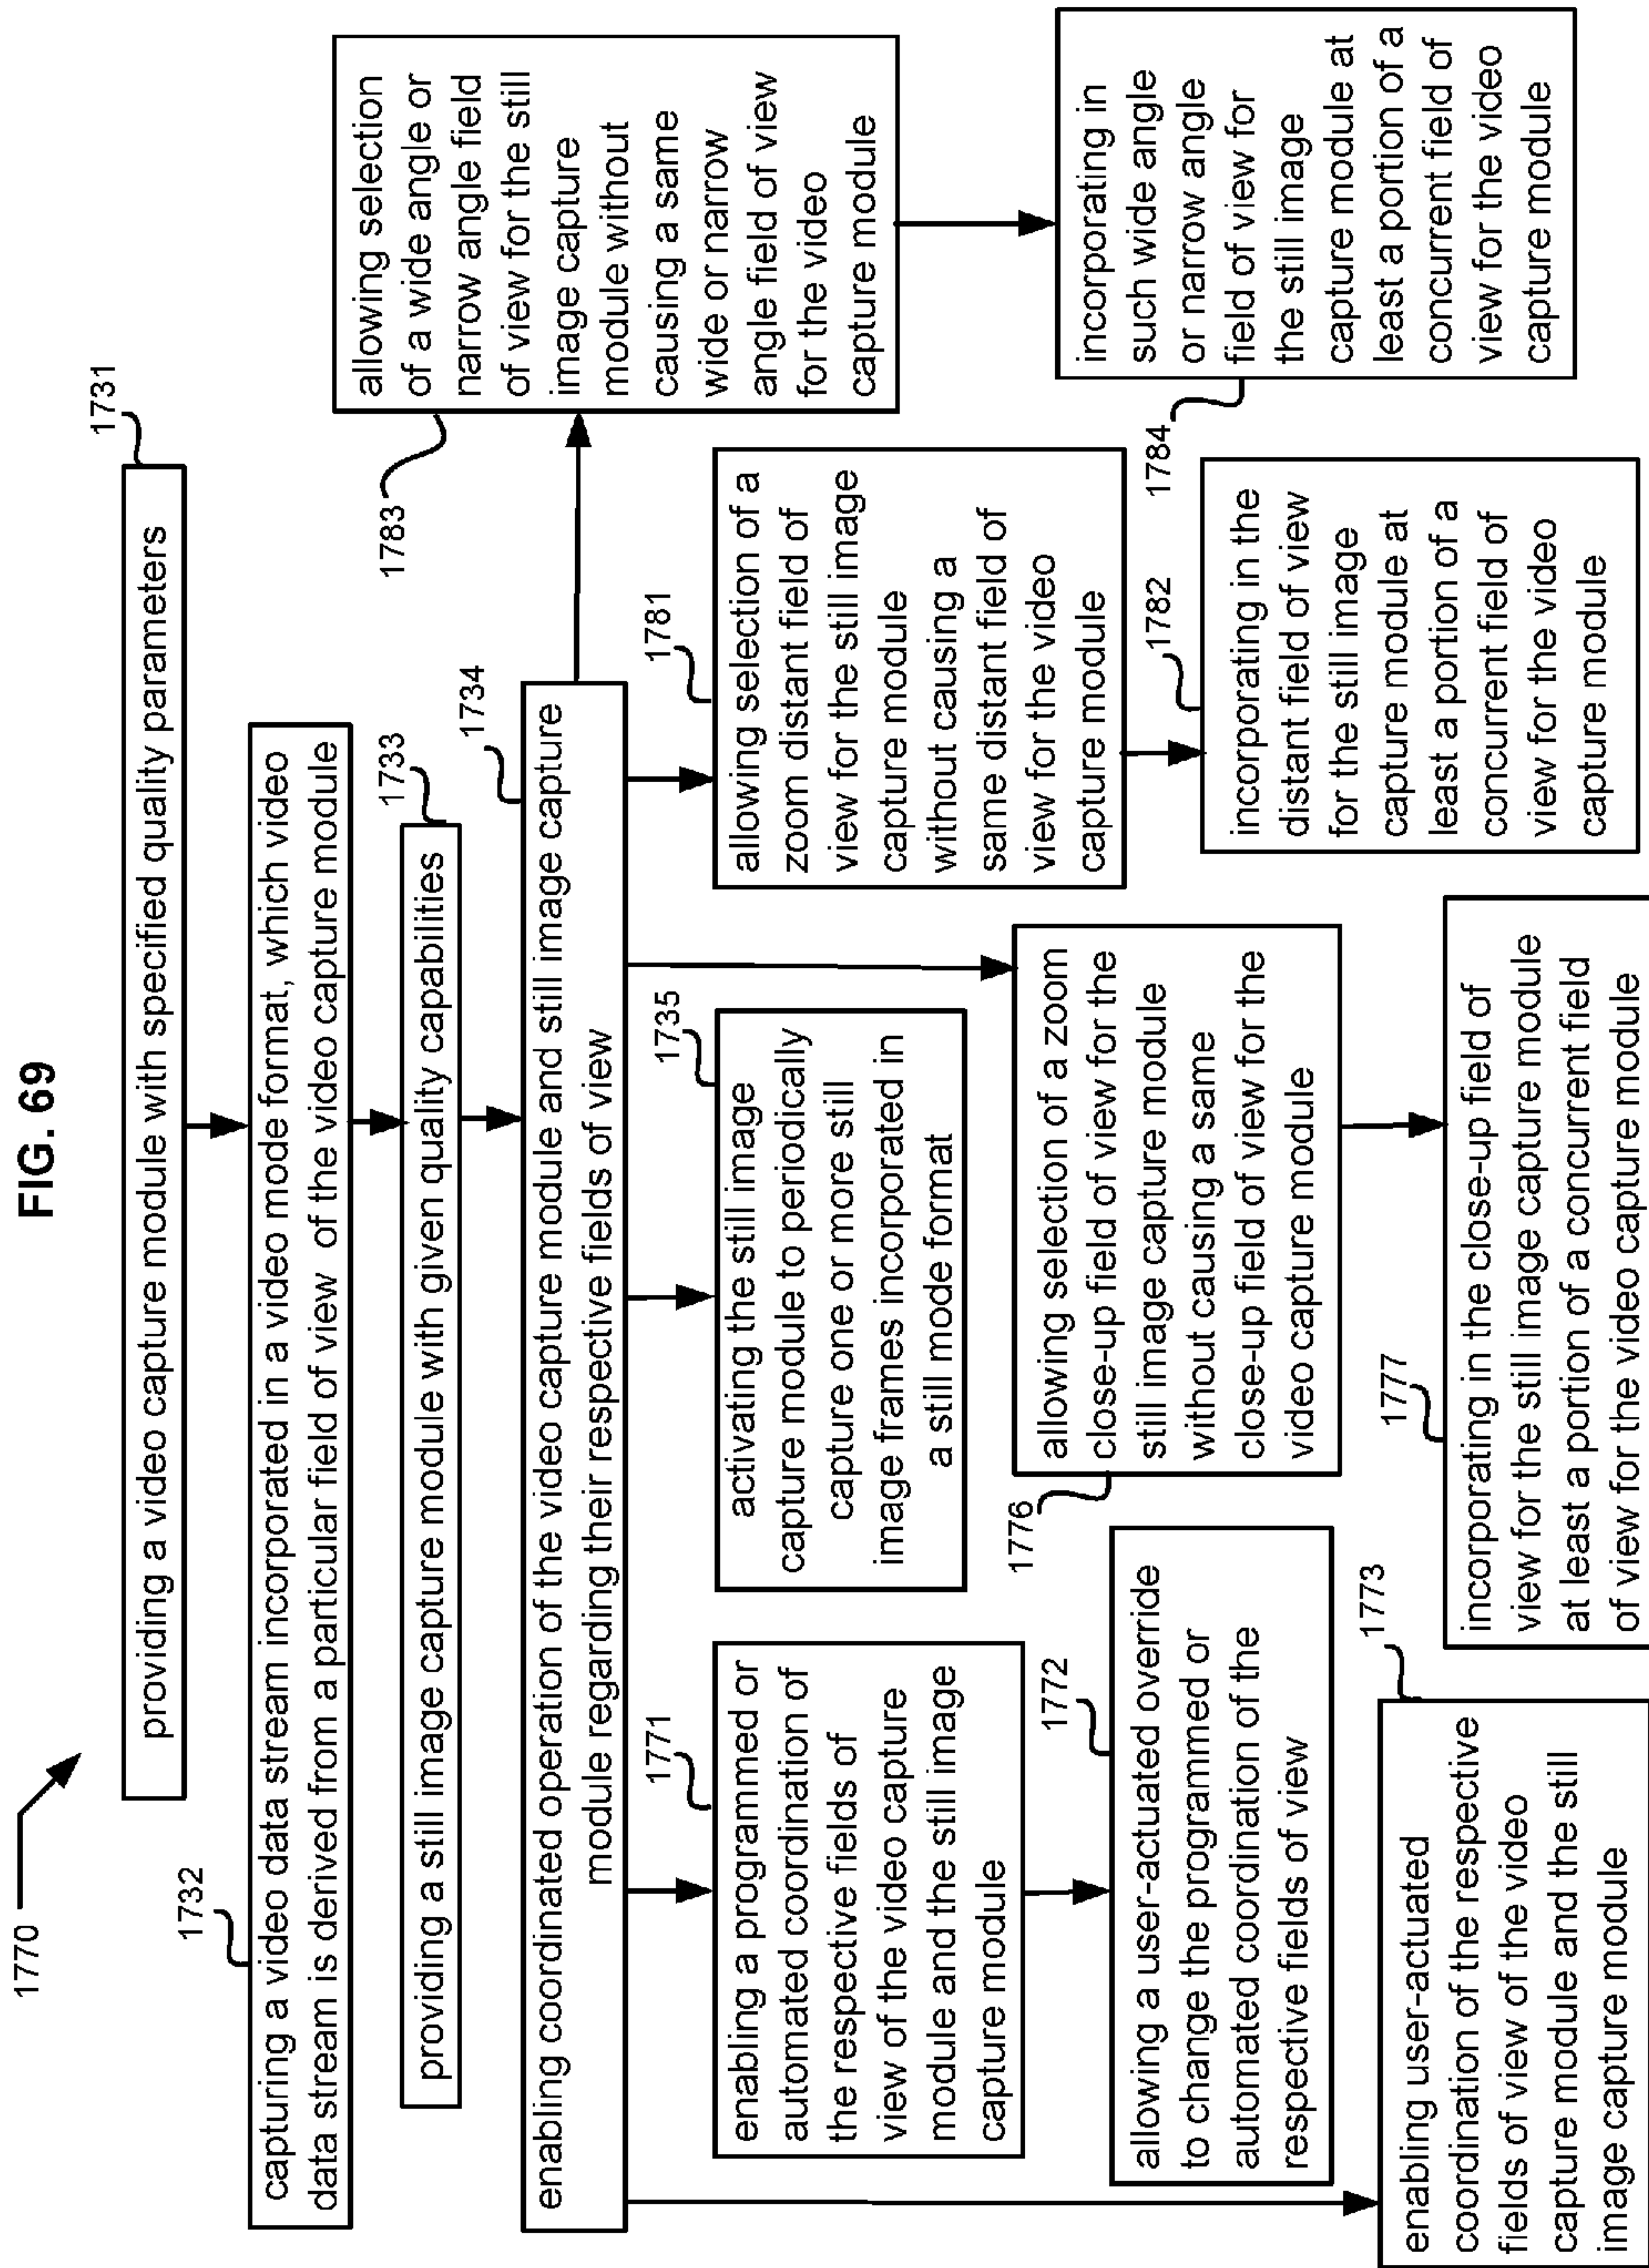 FIG. 69
1770
1731
providing a video capture module with specified quality parameters
1732
capturing a video data stream incorporated in a video mode format, which video
data stream is derived from a particular field of view of the video capture module
1733
providing a still image capture module with given quality capabilities
1734
enabling coordinated operation of the video capture module and still image capture
module regarding their respective fields of view
1771
enabling a programmed or
automated coordination of
the respective fields of
view of the video capture
module and the still image
capture module
1772
allowing a user-actuated override
to change the programmed or
automated coordination of the
respective fields of view
1773
enabling user-actuated
coordination of the respective
fields of view of the video
capture module and the still
image capture module
1735
activating the still image
capture module to periodically
capture one or more still
image frames incorporated in
a still mode format
1776
allowing selection of a zoom
close-up field of view for the
still image capture module
without causing a same
close-up field of view for the
video capture module
1777
incorporating in the close-up field of
view for the still image capture module
at least a portion of a concurrent field
of view for the video capture module
1781
allowing selection of a
zoom distant field of
view for the still image
capture module
without causing a
same distant field of
view for the video
capture module
1782
incorporating in the
distant field of view
for the still image
capture module at
least a portion of a
concurrent field of
view for the video
capture module
1783
allowing selection
of a wide angle or
narrow angle field
of view for the still
image capture
module without
causing a same
wide or narrow
angle field of view
for the video
capture module
1784
incorporating in
such wide angle
or narrow angle
field of view for
the still image
capture module at
least a portion of a
concurrent field of
view for the video
capture module